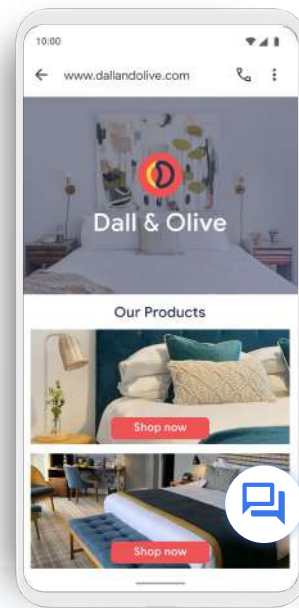 10:00
www.dallandolive.com
Dall & Olive
Our Products
Shop now
Shop now